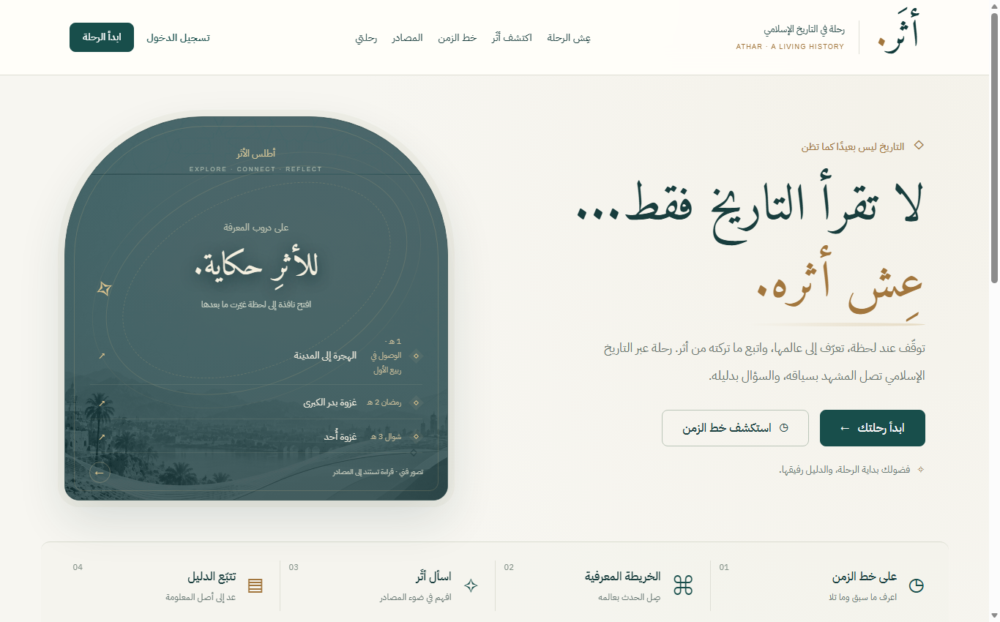 أَثَر.
رحلة في التاريخ الإسلامي
ATHAR · A LIVING HISTORY
عِش الرحلة
اكتشف أثَر
خط الزمن
المصادر
رحلتي
تسجيل الدخول
ابدأ الرحلة
التاريخ ليس بعيدًا كما تظن
لا تقرأ التاريخ فقط...
عِش أثره.
توقّف عند لحظة، تعرّف إلى عالمها، واتبع ما تركته من أثر. رحلة عبر التاريخ
الإسلامي تصل المشهد بسياقه، والسؤال بدليله.
ابدأ رحلتك ←
استكشف خط الزمن
فضولك بداية الرحلة، والدليل رفيقها.
أطلس الأثر
EXPLORE · CONNECT · REFLECT
على دروب المعرفة
للأثرِ حكاية.
افتح نافذة إلى لحظة غيّرت ما بعدها
1 هـ ·
الوصول في
ربيع الأول
الهجرة إلى المدينة
رمضان 2 هـ
غزوة بدر الكبرى
شوال 3 هـ
غزوة أُحد
تصور فني · قراءة تستند إلى المصادر
01
على خط الزمن
اعرف ما سبق وما تلا
02
الخريطة المعرفية
صِل الحدث بعالمه
03
اسأل أثَر
افهم في ضوء المصادر
04
تتبّع الدليل
عد إلى أصل المعلومة